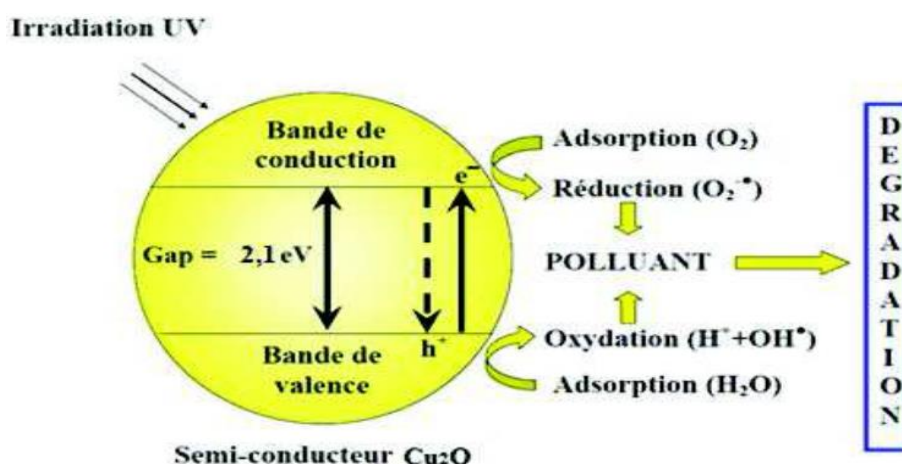 Irradiation UV
Bande de
conduction
e⁻
Adsorption (O₂)
Réduction (O₂⁻•)
Gap = 2,1 eV
POLLUANT
h⁺
Oxydation (H⁺+OH•)
Bande de
valence
Adsorption (H₂O)
Semi-conducteur Cu₂O
DEGRADATION